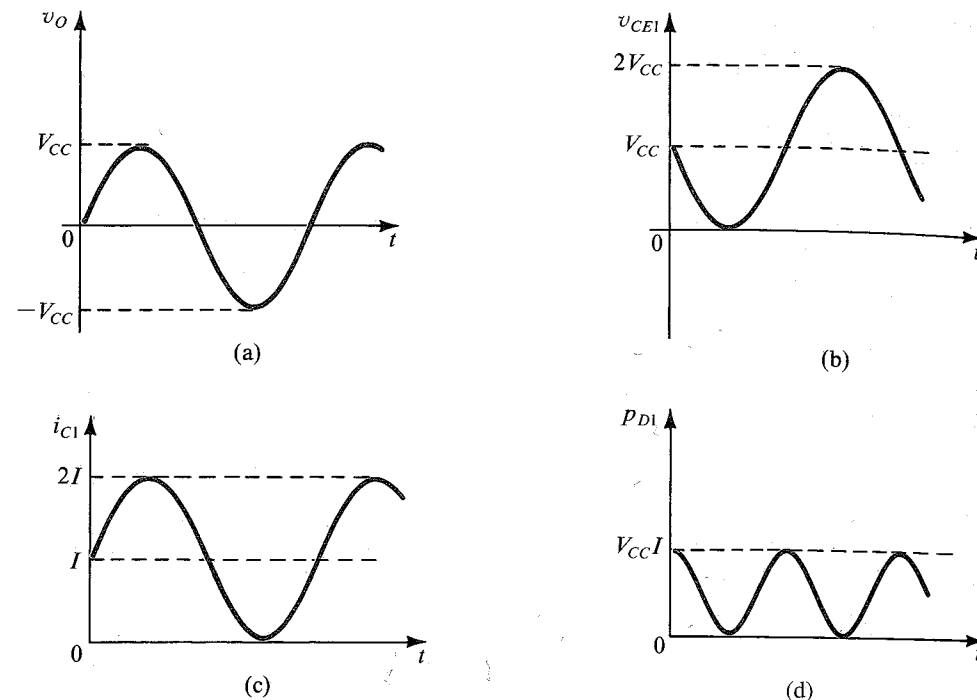 v_O
V_CC
0
t
−V_CC
(a)
v_CE1
2V_CC
V_CC
0
t
(b)
i_C1
2I
I
0
t
(c)
p_D1
V_CC I
0
t
(d)